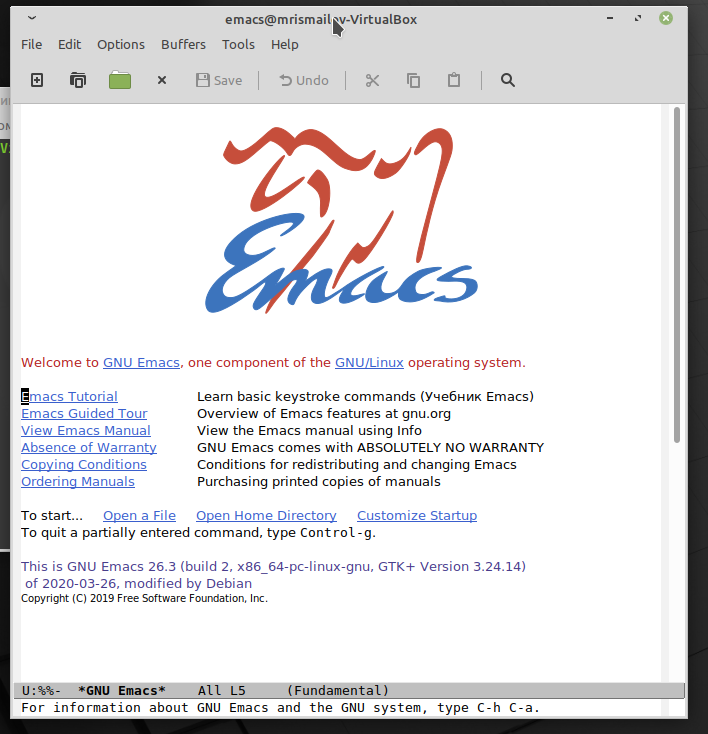 emacs@mrismailov-VirtualBox
File Edit Options Buffers Tools Help
Save Undo
Emacs
Welcome to GNU Emacs, one component of the GNU/Linux operating system.
Emacs Tutorial Learn basic keystroke commands (Учебник Emacs)
Emacs Guided Tour Overview of Emacs features at gnu.org
View Emacs Manual View the Emacs manual using Info
Absence of Warranty GNU Emacs comes with ABSOLUTELY NO WARRANTY
Copying Conditions Conditions for redistributing and changing Emacs
Ordering Manuals Purchasing printed copies of manuals
To start... Open a File Open Home Directory Customize Startup
To quit a partially entered command, type Control-g.
This is GNU Emacs 26.3 (build 2, x86_64-pc-linux-gnu, GTK+ Version 3.24.14)
of 2020-03-26, modified by Debian
Copyright (C) 2019 Free Software Foundation, Inc.
U:%%- *GNU Emacs* All L5 (Fundamental)
For information about GNU Emacs and the GNU system, type C-h C-a.